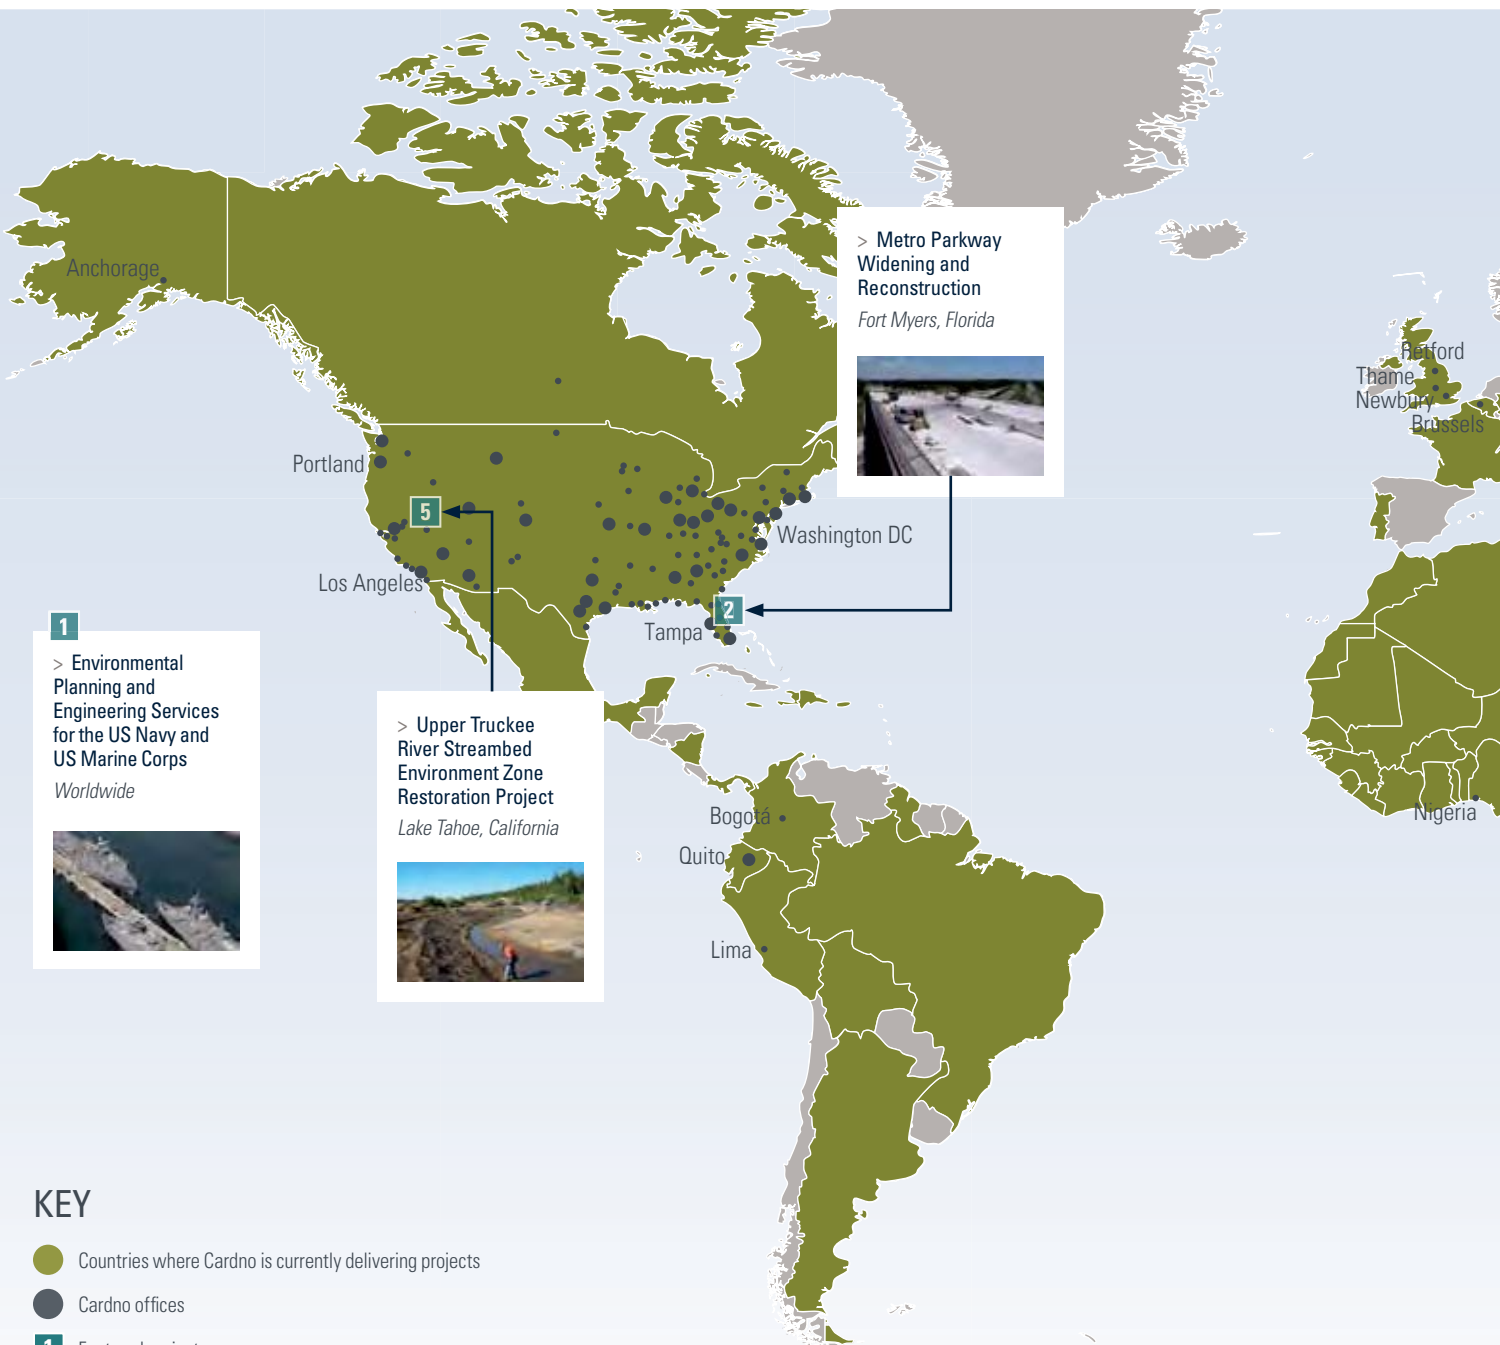 > Metro Parkway
Widening and
Reconstruction
Fort Myers, Florida
Anchorage
Retford
Thame
Newbury
Brussels
Portland
5
Washington DC
Los Angeles
2
Tampa
1
> Environmental
Planning and
Engineering Services
for the US Navy and
US Marine Corps
Worldwide
> Upper Truckee
River Streambed
Environment Zone
Restoration Project
Lake Tahoe, California
Bogotá
Nigeria
Quito
Lima
KEY
Countries where Cardno is currently delivering projects
Cardno offices